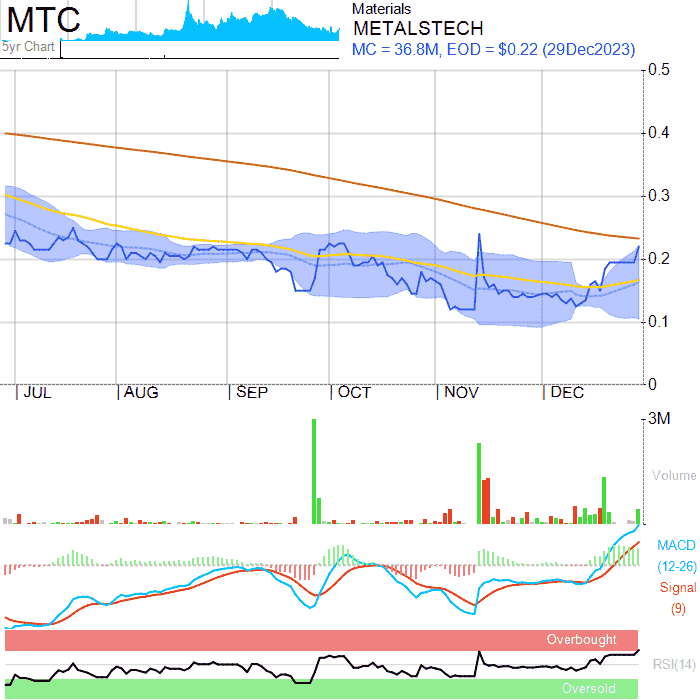 MTC
5yr Chart
Materials
METALSTECH
MC = 36.8M, EOD = $0.22 (29Dec2023)
0.5
0.4
0.3
0.2
0.1
0
JUL AUG SEP OCT NOV DEC
3M
Volume
MACD
(12-26)
Signal
(9)
Overbought
RSI(14)
Oversold